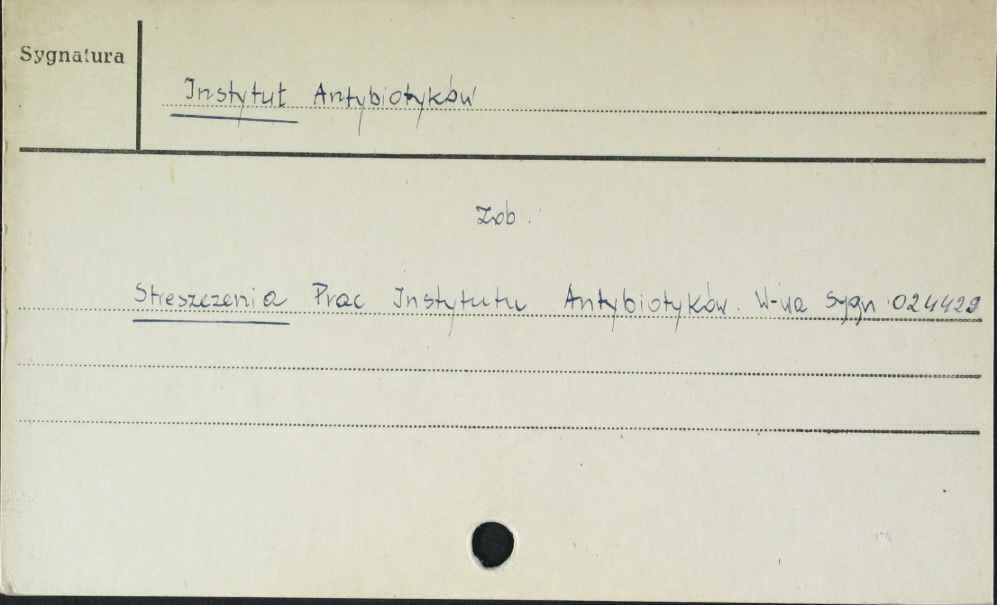 Sygnatura
Instytut Antybiotyków
Zob.
Streszczenia Prac Instytutu Antybiotyków. W-wa Sygn. 024429